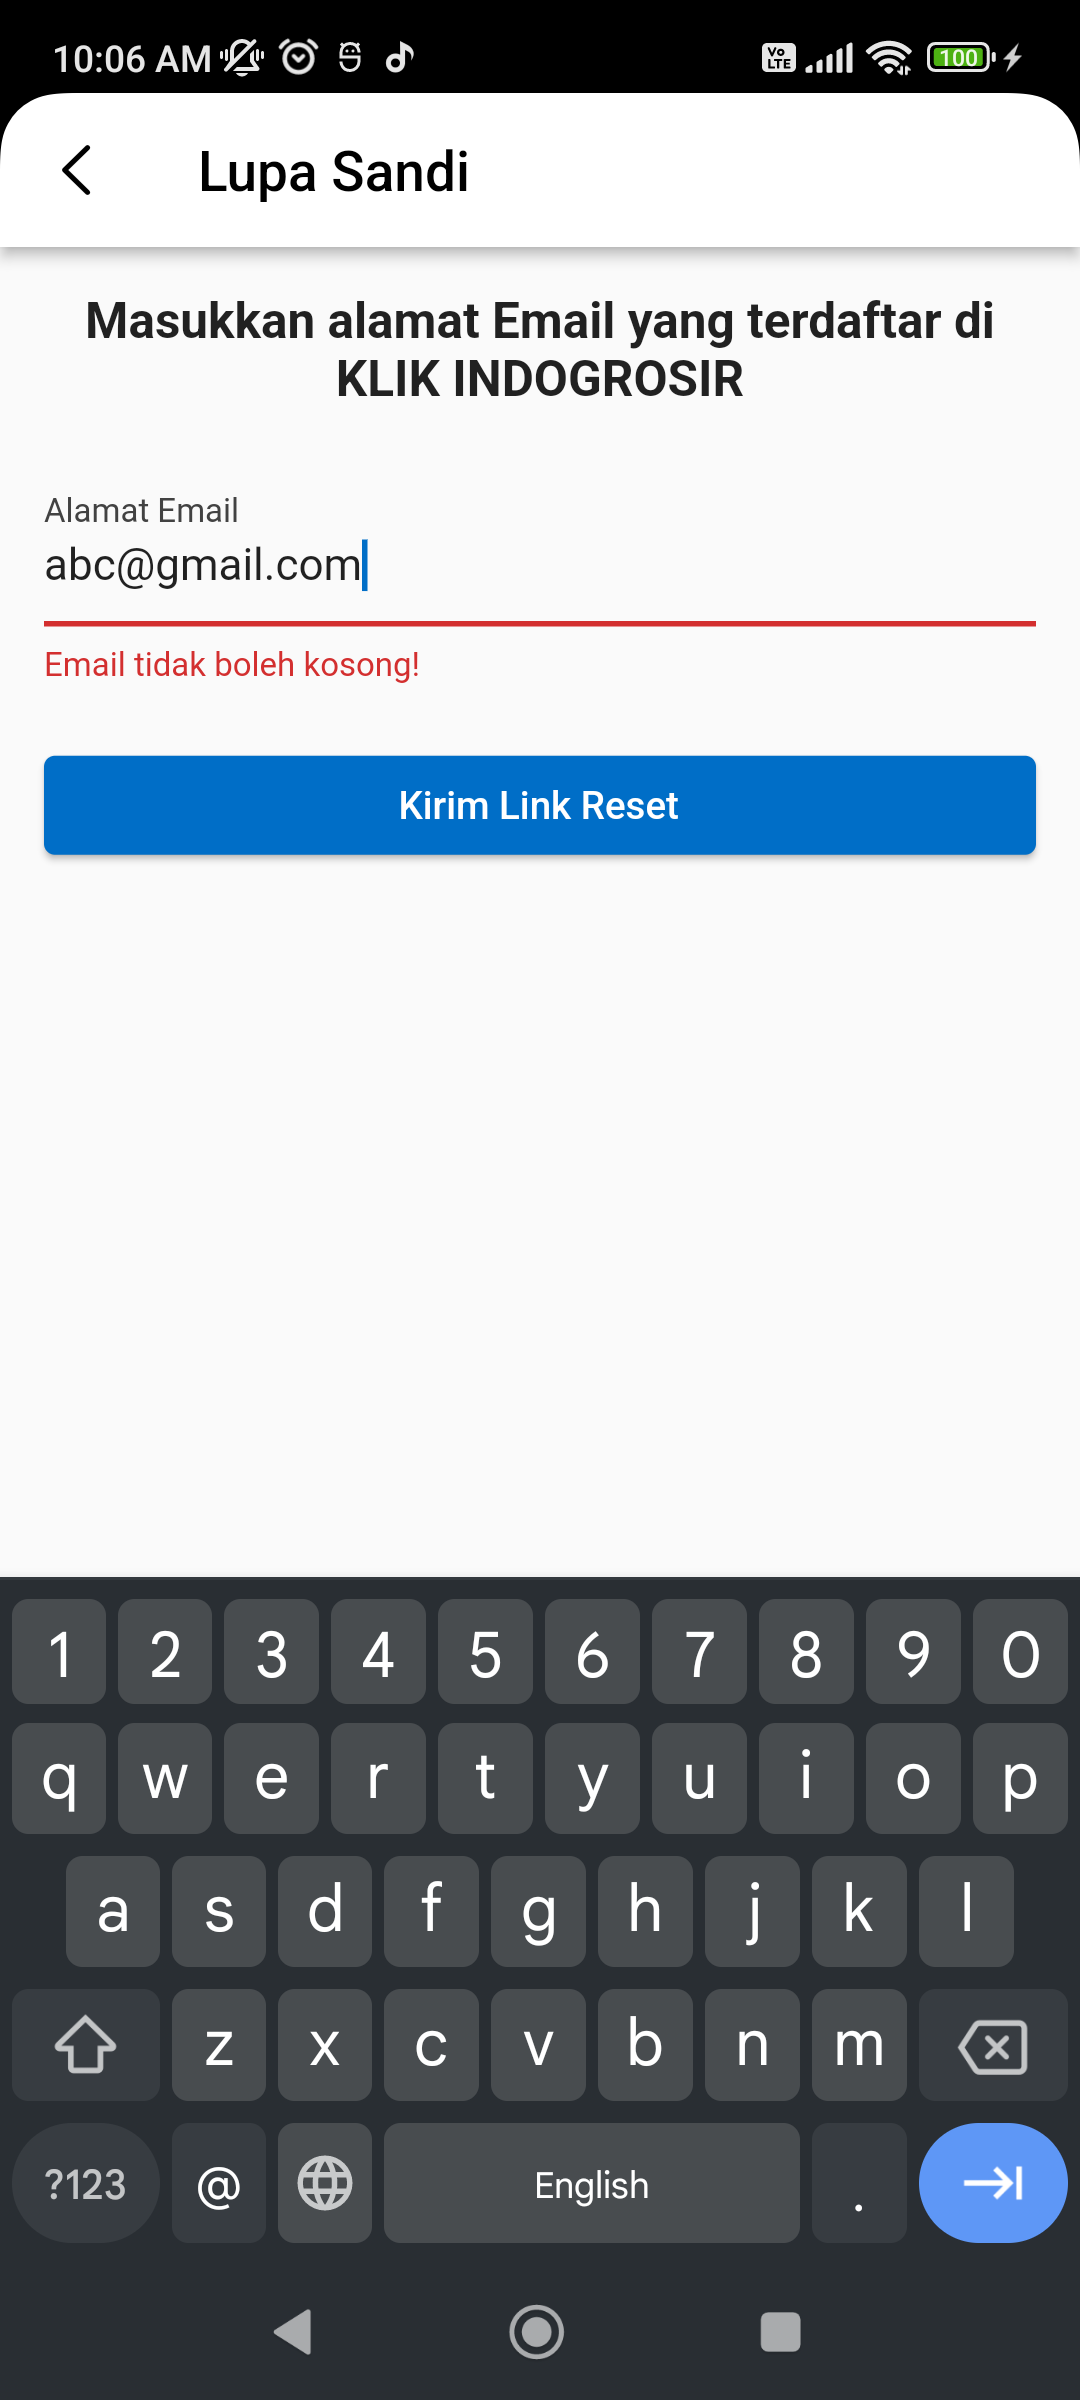 10:06 AM
Vo LTE
100
Lupa Sandi
Masukkan alamat Email yang terdaftar di
KLIK INDOGROSIR
Alamat Email
abc@gmail.com
Email tidak boleh kosong!
Kirim Link Reset
1 2 3 4 5 6 7 8 9 0
q w e r t y u i o p
a s d f g h j k l
z x c v b n m
?123 @ English .